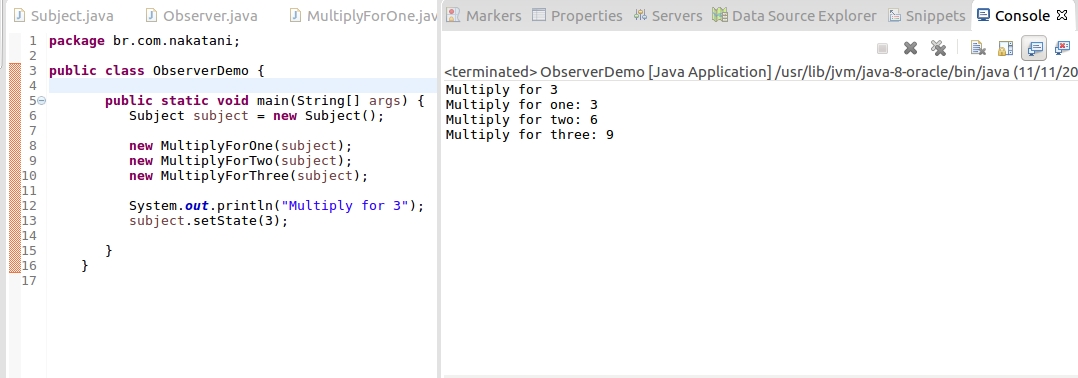 Subject.java Observer.java MultiplyForOne.jav
1 package br.com.nakatani;
2
3 public class ObserverDemo {
4
5 public static void main(String[] args) {
6 Subject subject = new Subject();
7
8 new MultiplyForOne(subject);
9 new MultiplyForTwo(subject);
10 new MultiplyForThree(subject);
11
12 System.out.println("Multiply for 3");
13 subject.setState(3);
14
15 }
16 }
17
Markers Properties Servers Data Source Explorer Snippets Console
<terminated> ObserverDemo [Java Application] /usr/lib/jvm/java-8-oracle/bin/java (11/11/20
Multiply for 3
Multiply for one: 3
Multiply for two: 6
Multiply for three: 9